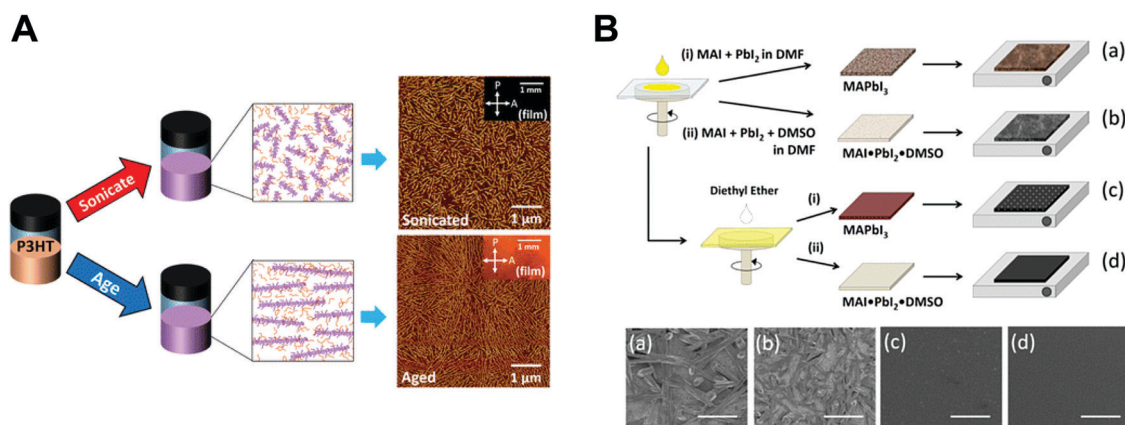 A
P3HT
Sonicate
Age
P
A
1 mm
(film)
Sonicated
1 μm
P
A
1 mm
(film)
Aged
1 μm
B
(i) MAI + PbI₂ in DMF
(ii) MAI + PbI₂ + DMSO
in DMF
MAPbI₃
(a)
MAI•PbI₂•DMSO
(b)
Diethyl Ether
(i)
MAPbI₃
(c)
(ii)
MAI•PbI₂•DMSO
(d)
(a)
(b)
(c)
(d)